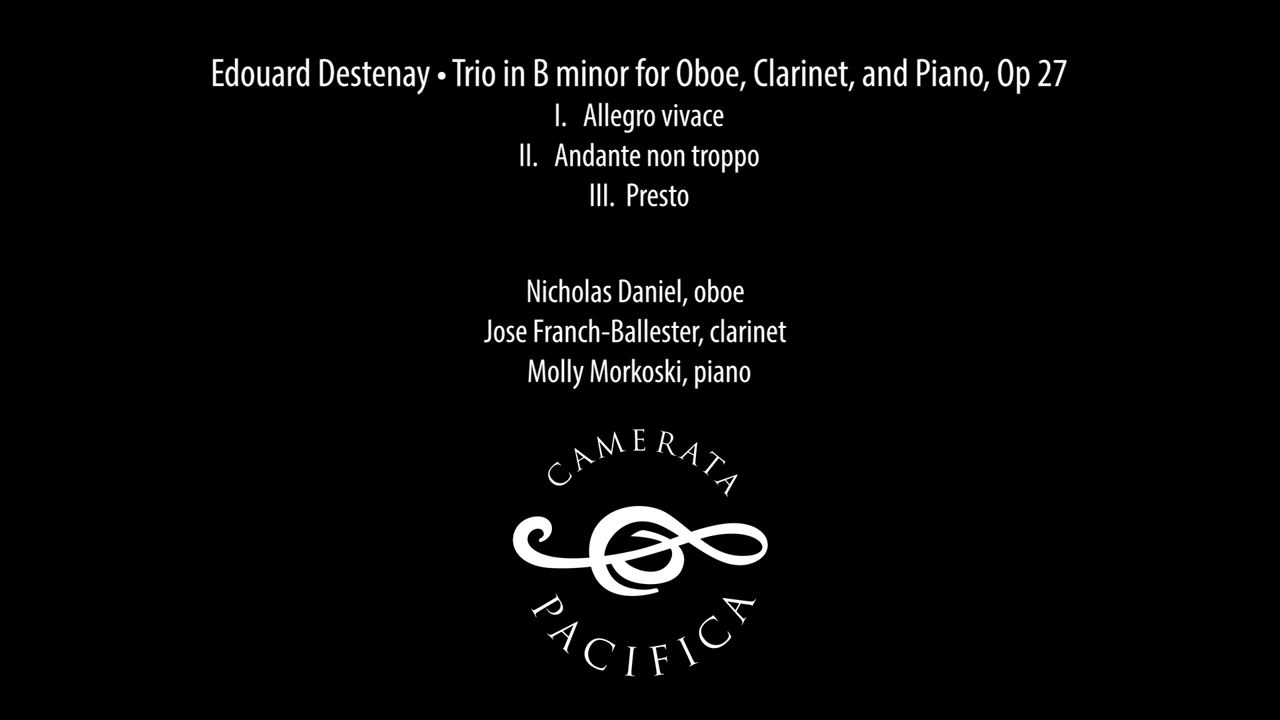 Edouard Destenay • Trio in B minor for Oboe, Clarinet, and Piano, Op 27
I. Allegro vivace
II. Andante non troppo
III. Presto
Nicholas Daniel, oboe
Jose Franch-Ballester, clarinet
Molly Morkoski, piano
CAMERATA
PACIFICA